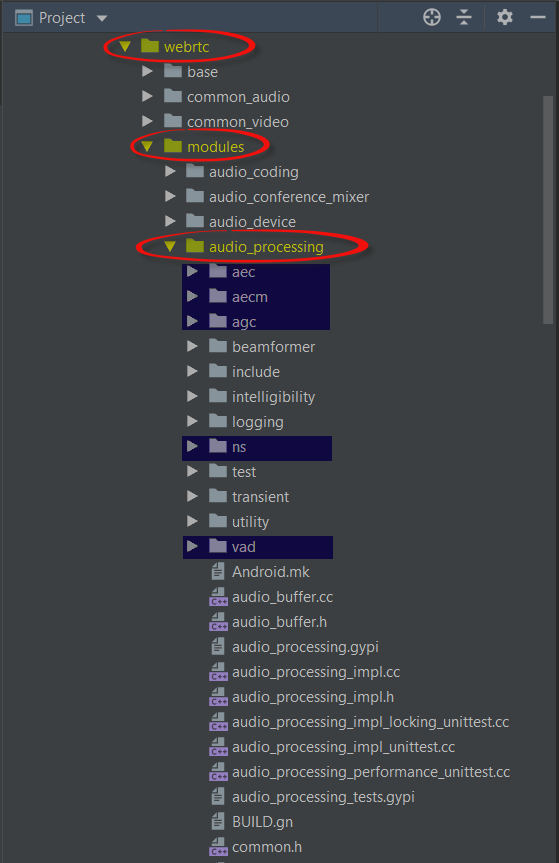 Project
webrtc
base
common_audio
common_video
modules
audio_coding
audio_conference_mixer
audio_device
audio_processing
aec
aecm
agc
beamformer
include
intelligibility
logging
ns
test
transient
utility
vad
Android.mk
audio_buffer.cc
audio_buffer.h
audio_processing.gypi
audio_processing_impl.cc
audio_processing_impl.h
audio_processing_impl_locking_unittest.cc
audio_processing_impl_unittest.cc
audio_processing_performance_unittest.cc
audio_processing_tests.gypi
BUILD.gn
common.h